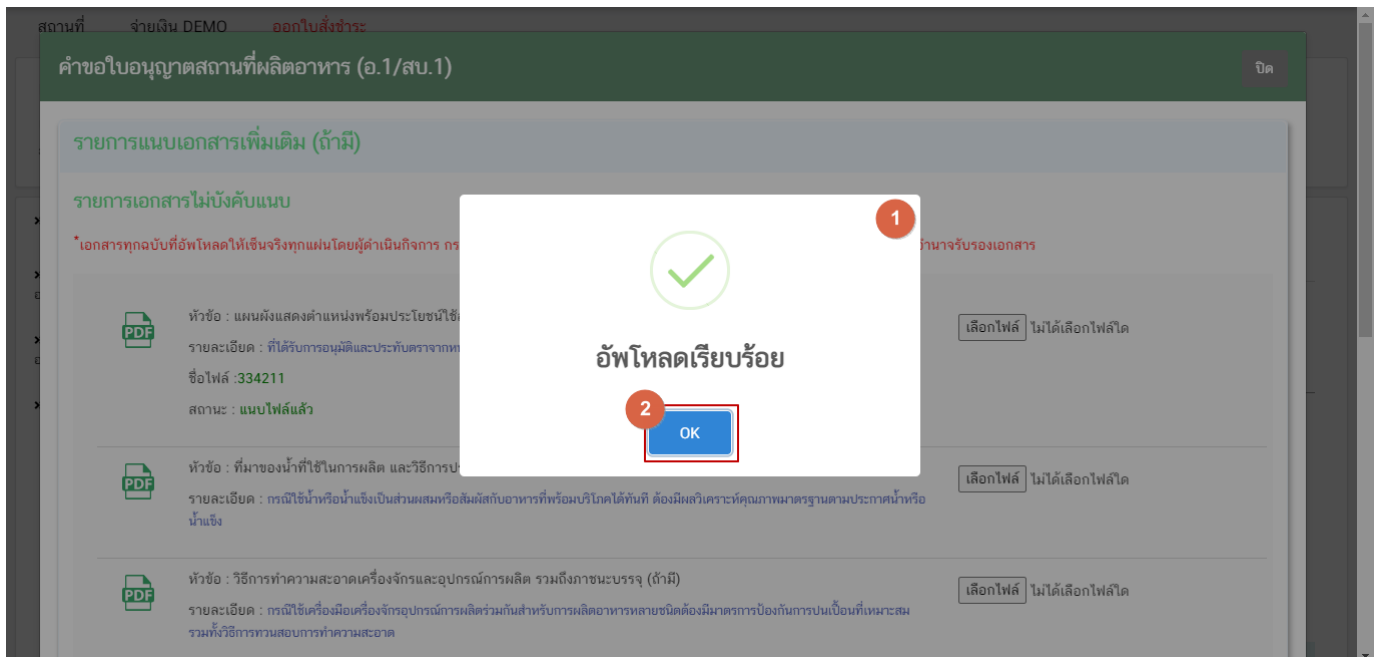 สถานที่ จ่ายเงิน DEMO ออกใบสั่งชำระ
คำขอใบอนุญาตสถานที่ผลิตอาหาร (อ.1/สบ.1) ปิด
รายการแนบเอกสารเพิ่มเติม (ถ้ามี)
รายการเอกสารไม่บังคับแนบ
1
*เอกสารทุกฉบับที่อัพโหลดให้เซ็นจริงทุกแผ่นโดยผู้ดำเนินกิจการ อำนาจรับรองเอกสาร
PDF
หัวข้อ : แผนผังแสดงตำแหน่งพร้อมประโยชน์ใช้ เลือกไฟล์ ไม่ได้เลือกไฟล์ใด
รายละเอียด : ที่ได้รับการอนุมัติและประทับตราจาก
ชื่อไฟล์ :334211
สถานะ : แนบไฟล์แล้ว
อัพโหลดเรียบร้อย
2
OK
PDF
หัวข้อ : ที่มาของน้ำที่ใช้ในการผลิต และวิธีการ เลือกไฟล์ ไม่ได้เลือกไฟล์ใด
รายละเอียด : กรณีใช้น้ำหรือน้ำแข็งเป็นส่วนผสมหรือสัมผัสกับอาหารที่พร้อมบริโภคได้ทันที ต้องมีผลวิเคราะห์คุณภาพมาตรฐานตามประกาศน้ำหรือ
น้ำแข็ง
PDF
หัวข้อ : วิธีการทำความสะอาดเครื่องจักรและอุปกรณ์การผลิต รวมถึงภาชนะบรรจุ (ถ้ามี) เลือกไฟล์ ไม่ได้เลือกไฟล์ใด
รายละเอียด : กรณีใช้เครื่องมือเครื่องจักรอุปกรณ์การผลิตร่วมกันสำหรับการผลิตอาหารหลายชนิดต้องมีมาตรการป้องกันการปนเปื้อนที่เหมาะสม
รวมทั้งวิธีการทวนสอบการทำความสะอาด